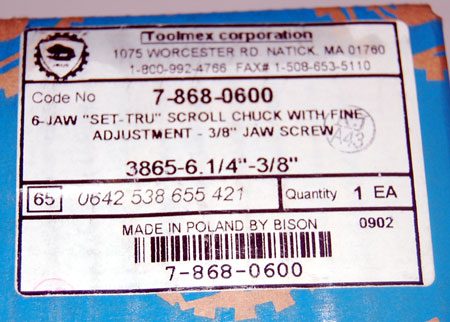 Toolmex corporation
1075 WORCESTER RD. NATICK, MA 01760
1-800-992-4766 FAX# 1-508-653-5110
Code No 7-868-0600
6-JAW "SET-TRU" SCROLL CHUCK WITH FINE
ADJUSTMENT - 3/8" JAW SCREW
A43
3865-6.1/4"-3/8"
65 0642 538 655 421 Quantity 1 EA
MADE IN POLAND BY BISON 0902
7-868-0600